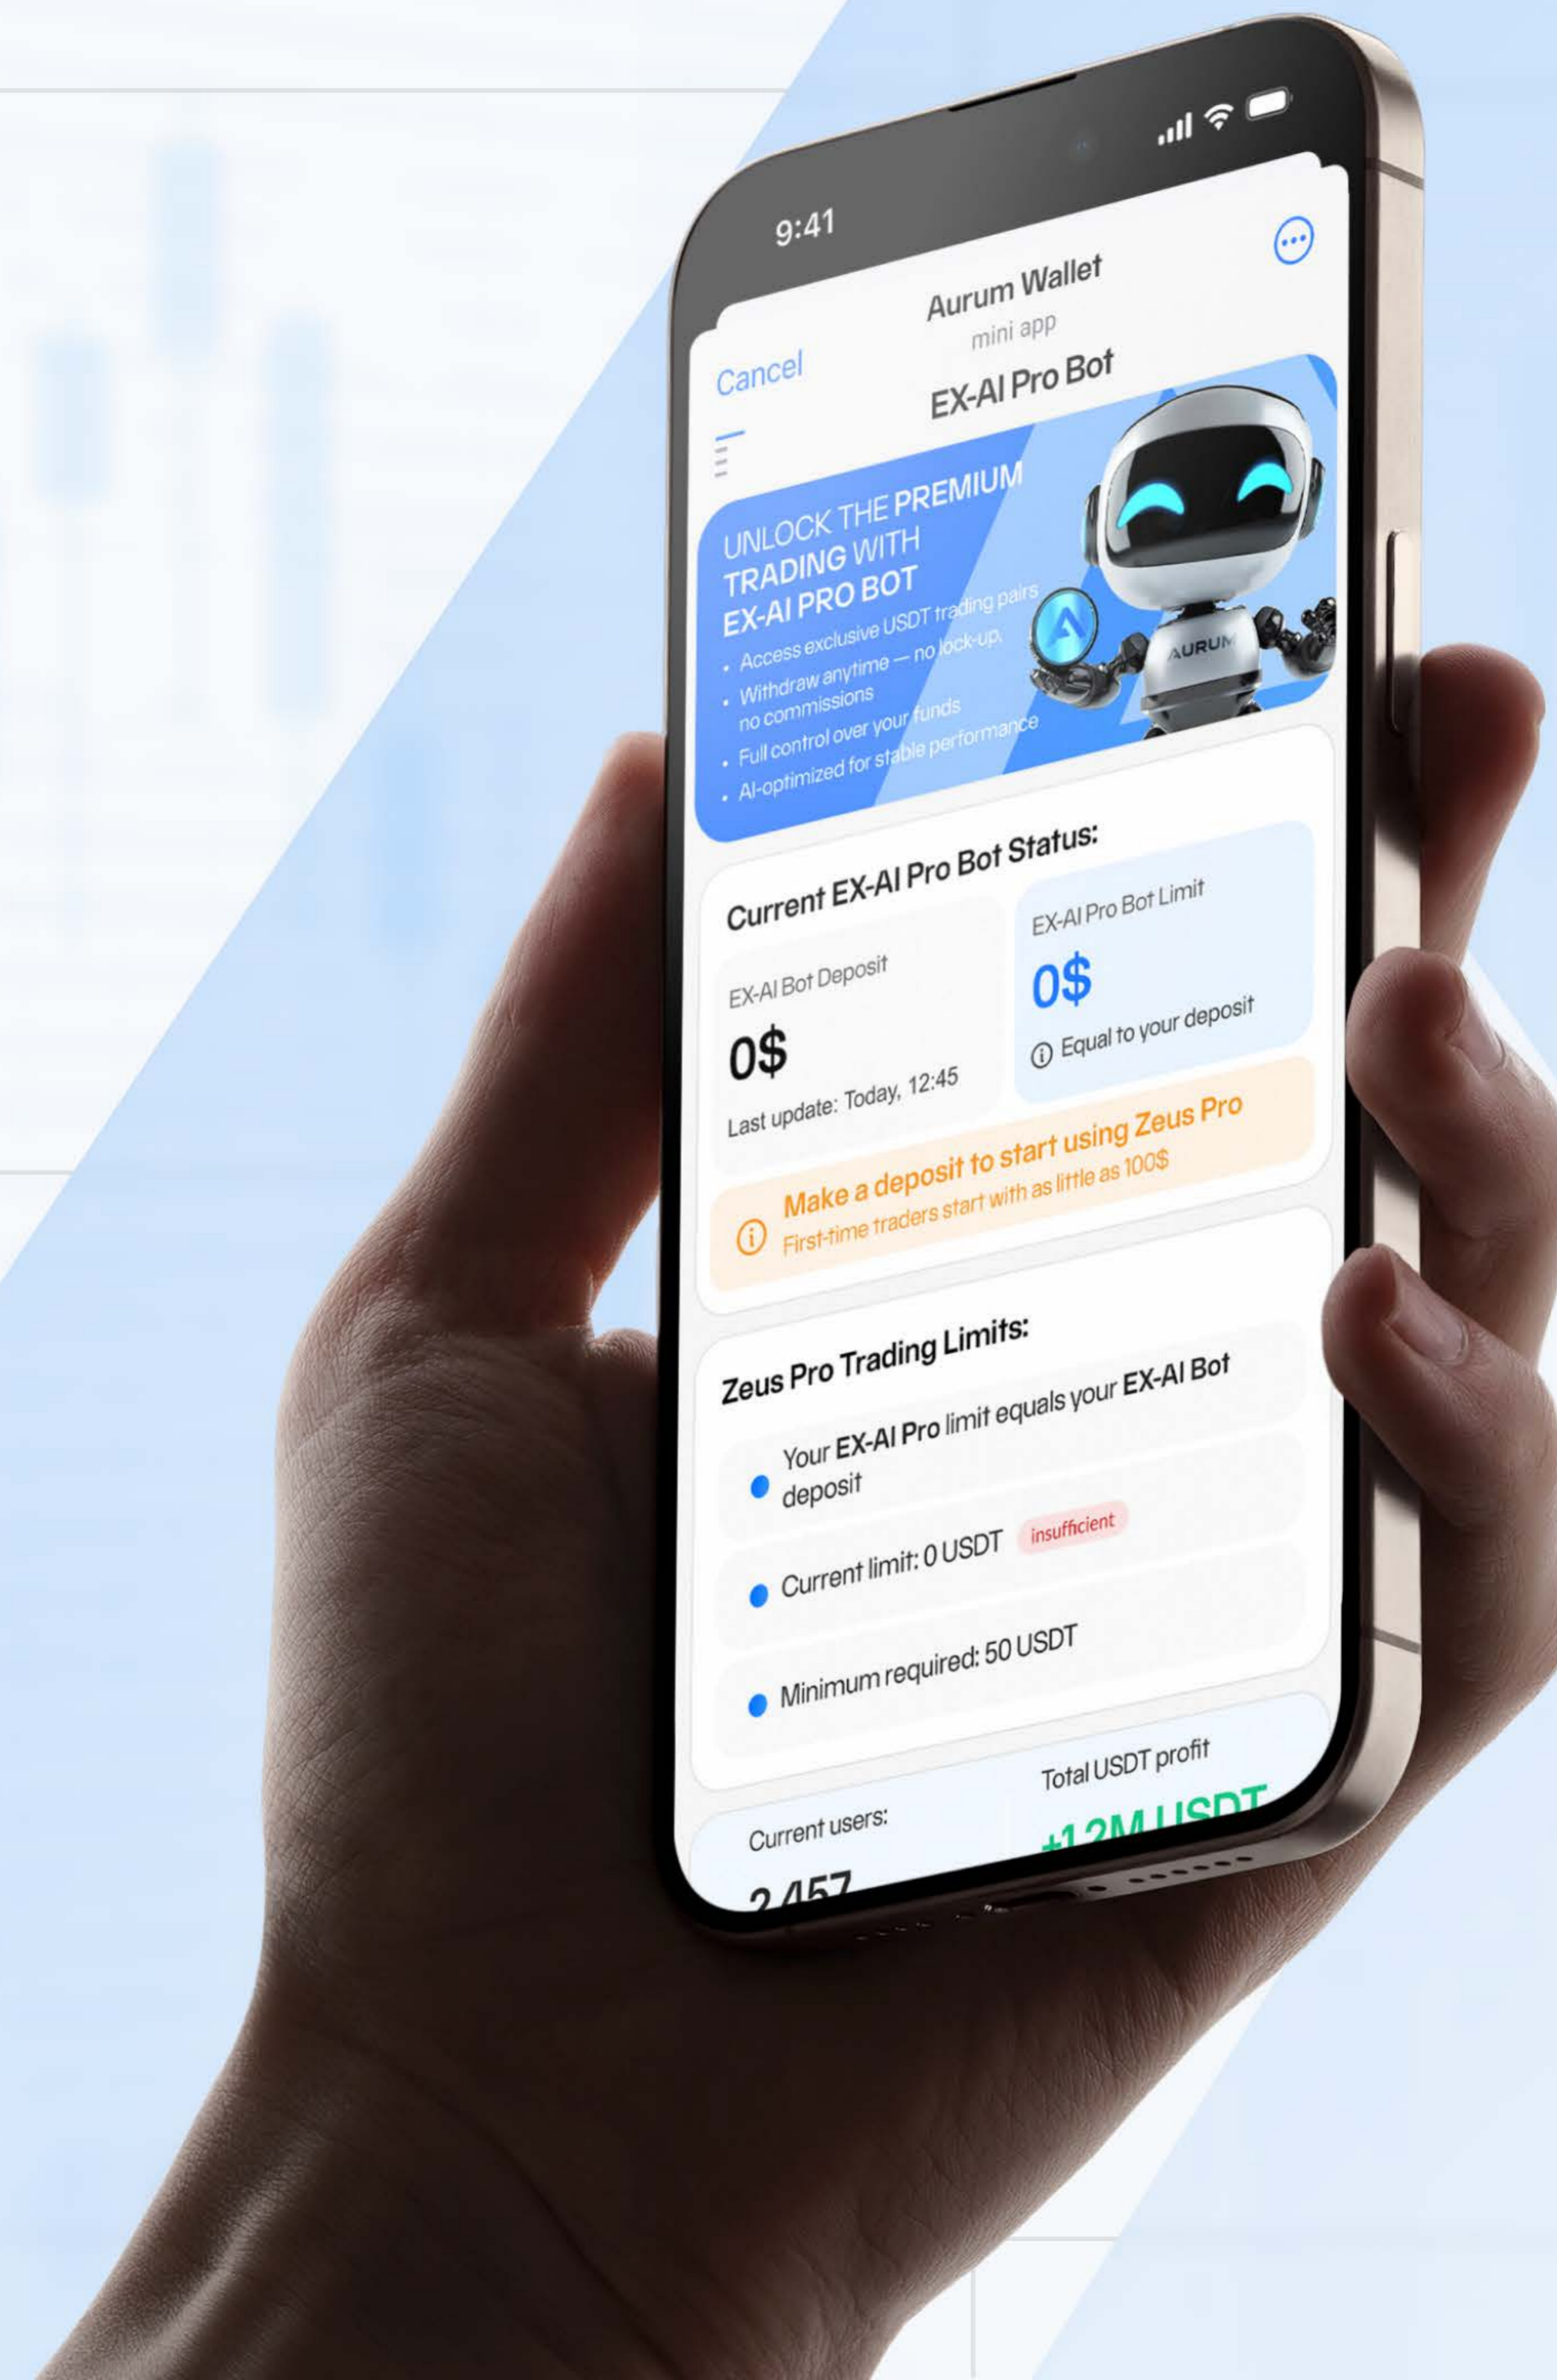 9:41
Aurum Wallet
mini app
Cancel
EX-AI Pro Bot
UNLOCK THE PREMIUM
TRADING WITH
EX-AI PRO BOT
• Access exclusive USDT trading pairs
• Withdraw anytime — no lock-up,
no commissions
• Full control over your funds
• AI-optimized for stable performance
AURUM
Current EX-AI Pro Bot Status:
EX-AI Bot Deposit
0$
Last update: Today, 12:45
EX-AI Pro Bot Limit
0$
Equal to your deposit
Make a deposit to start using Zeus Pro
First-time traders start with as little as 100$
Zeus Pro Trading Limits:
Your EX-AI Pro limit equals your EX-AI Bot
deposit
Current limit: 0 USDT insufficient
Minimum required: 50 USDT
Current users:
2,457
Total USDT profit
+1.2M USDT